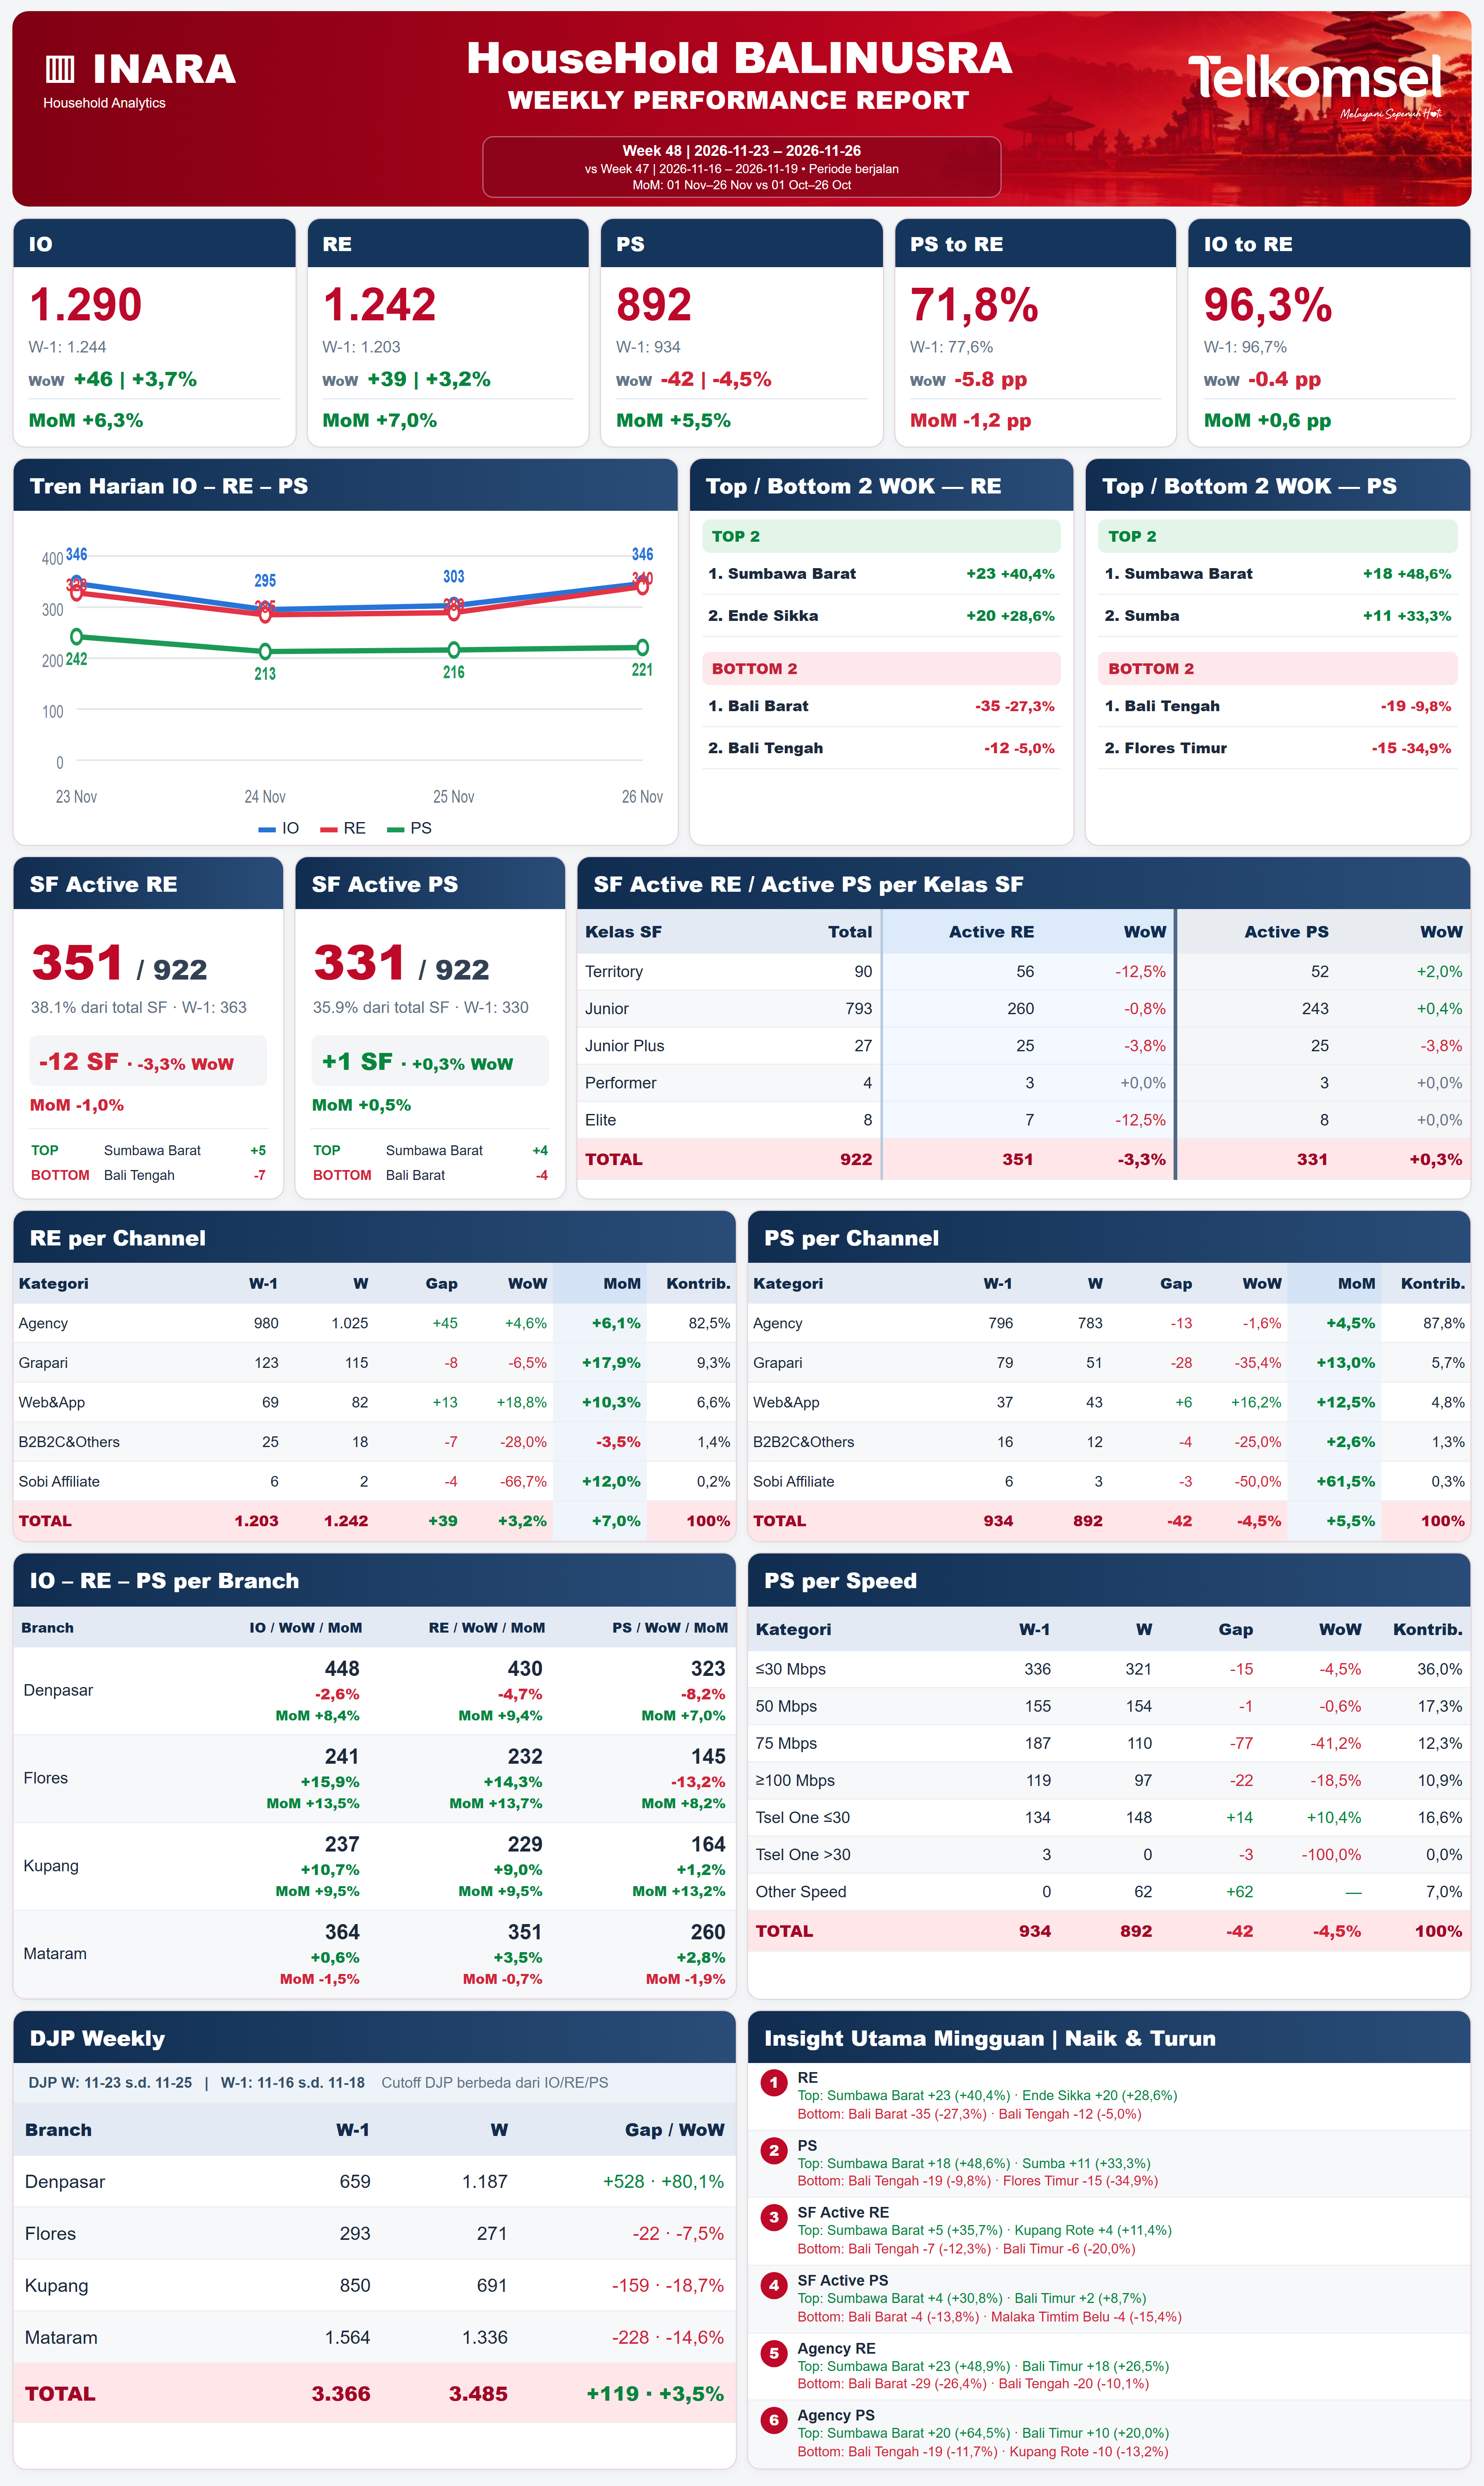 INARA
Household Analytics
HouseHold BALINUSRA
WEEKLY PERFORMANCE REPORT
Week 48 | 2026-11-23 – 2026-11-26
vs Week 47 | 2026-11-16 – 2026-11-19 • Periode berjalan
MoM: 01 Nov–26 Nov vs 01 Oct–26 Oct
Telkomsel
Melayani Sepenuh Hati
IO
1.290
W-1: 1.244
WoW +46 | +3,7%
MoM +6,3%
RE
1.242
W-1: 1.203
WoW +39 | +3,2%
MoM +7,0%
PS
892
W-1: 934
WoW -42 | -4,5%
MoM +5,5%
PS to RE
71,8%
W-1: 77,6%
WoW -5.8 pp
MoM -1,2 pp
IO to RE
96,3%
W-1: 96,7%
WoW -0.4 pp
MoM +0,6 pp
Tren Harian IO – RE – PS
400
300
200
100
0
346
295
303
346
340
242
213
216
221
23 Nov
24 Nov
25 Nov
26 Nov
IO RE PS
Top / Bottom 2 WOK — RE
TOP 2
1. Sumbawa Barat +23 +40,4%
2. Ende Sikka +20 +28,6%
BOTTOM 2
1. Bali Barat -35 -27,3%
2. Bali Tengah -12 -5,0%
Top / Bottom 2 WOK — PS
TOP 2
1. Sumbawa Barat +18 +48,6%
2. Sumba +11 +33,3%
BOTTOM 2
1. Bali Tengah -19 -9,8%
2. Flores Timur -15 -34,9%
SF Active RE
351 / 922
38.1% dari total SF · W-1: 363
-12 SF · -3,3% WoW
MoM -1,0%
TOP Sumbawa Barat +5
BOTTOM Bali Tengah -7
SF Active PS
331 / 922
35.9% dari total SF · W-1: 330
+1 SF · +0,3% WoW
MoM +0,5%
TOP Sumbawa Barat +4
BOTTOM Bali Barat -4
SF Active RE / Active PS per Kelas SF
Kelas SF Total Active RE WoW Active PS WoW
Territory 90 56 -12,5% 52 +2,0%
Junior 793 260 -0,8% 243 +0,4%
Junior Plus 27 25 -3,8% 25 -3,8%
Performer 4 3 +0,0% 3 +0,0%
Elite 8 7 -12,5% 8 +0,0%
TOTAL 922 351 -3,3% 331 +0,3%
RE per Channel
Kategori W-1 W Gap WoW MoM Kontrib.
Agency 980 1.025 +45 +4,6% +6,1% 82,5%
Grapari 123 115 -8 -6,5% +17,9% 9,3%
Web&App 69 82 +13 +18,8% +10,3% 6,6%
B2B2C&Others 25 18 -7 -28,0% -3,5% 1,4%
Sobi Affiliate 6 2 -4 -66,7% +12,0% 0,2%
TOTAL 1.203 1.242 +39 +3,2% +7,0% 100%
PS per Channel
Kategori W-1 W Gap WoW MoM Kontrib.
Agency 796 783 -13 -1,6% +4,5% 87,8%
Grapari 79 51 -28 -35,4% +13,0% 5,7%
Web&App 37 43 +6 +16,2% +12,5% 4,8%
B2B2C&Others 16 12 -4 -25,0% +2,6% 1,3%
Sobi Affiliate 6 3 -3 -50,0% +61,5% 0,3%
TOTAL 934 892 -42 -4,5% +5,5% 100%
IO – RE – PS per Branch
Branch IO / WoW / MoM RE / WoW / MoM PS / WoW / MoM
448 430 323
Denpasar -2,6% -4,7% -8,2%
MoM +8,4% MoM +9,4% MoM +7,0%
241 232 145
Flores +15,9% +14,3% -13,2%
MoM +13,5% MoM +13,7% MoM +8,2%
237 229 164
Kupang +10,7% +9,0% +1,2%
MoM +9,5% MoM +9,5% MoM +13,2%
364 351 260
Mataram +0,6% +3,5% +2,8%
MoM -1,5% MoM -0,7% MoM -1,9%
PS per Speed
Kategori W-1 W Gap WoW Kontrib.
≤30 Mbps 336 321 -15 -4,5% 36,0%
50 Mbps 155 154 -1 -0,6% 17,3%
75 Mbps 187 110 -77 -41,2% 12,3%
≥100 Mbps 119 97 -22 -18,5% 10,9%
Tsel One ≤30 134 148 +14 +10,4% 16,6%
Tsel One >30 3 0 -3 -100,0% 0,0%
Other Speed 0 62 +62 — 7,0%
TOTAL 934 892 -42 -4,5% 100%
DJP Weekly
DJP W: 11-23 s.d. 11-25 | W-1: 11-16 s.d. 11-18 Cutoff DJP berbeda dari IO/RE/PS
Branch W-1 W Gap / WoW
Denpasar 659 1.187 +528 · +80,1%
Flores 293 271 -22 · -7,5%
Kupang 850 691 -159 · -18,7%
Mataram 1.564 1.336 -228 · -14,6%
TOTAL 3.366 3.485 +119 · +3,5%
Insight Utama Mingguan | Naik & Turun
1 RE
Top: Sumbawa Barat +23 (+40,4%) · Ende Sikka +20 (+28,6%)
Bottom: Bali Barat -35 (-27,3%) · Bali Tengah -12 (-5,0%)
2 PS
Top: Sumbawa Barat +18 (+48,6%) · Sumba +11 (+33,3%)
Bottom: Bali Tengah -19 (-9,8%) · Flores Timur -15 (-34,9%)
3 SF Active RE
Top: Sumbawa Barat +5 (+35,7%) · Kupang Rote +4 (+11,4%)
Bottom: Bali Tengah -7 (-12,3%) · Bali Timur -6 (-20,0%)
4 SF Active PS
Top: Sumbawa Barat +4 (+30,8%) · Bali Timur +2 (+8,7%)
Bottom: Bali Barat -4 (-13,8%) · Malaka Timtim Belu -4 (-15,4%)
5 Agency RE
Top: Sumbawa Barat +23 (+48,9%) · Bali Timur +18 (+26,5%)
Bottom: Bali Barat -29 (-26,4%) · Bali Tengah -20 (-10,1%)
6 Agency PS
Top: Sumbawa Barat +20 (+64,5%) · Bali Timur +10 (+20,0%)
Bottom: Bali Tengah -19 (-11,7%) · Kupang Rote -10 (-13,2%)